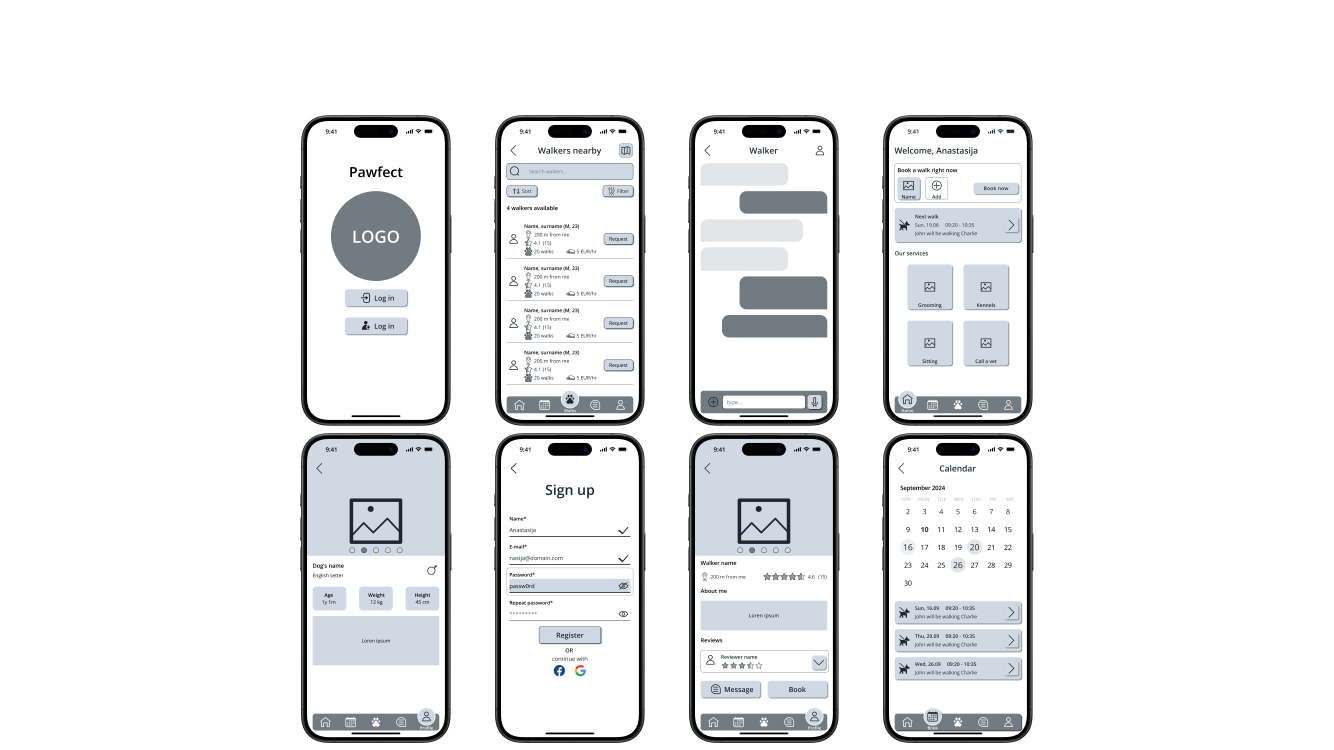 9:41
Pawfect
LOGO
Log in
Log in
9:41
Walkers nearby
Search walkers...
Sort
Filter
4 walkers available
Name, surname (M, 23)
200 m from me
4.1 (15)
20 walks 5 EUR/hr
Request
Name, surname (M, 23)
200 m from me
4.1 (15)
20 walks 5 EUR/hr
Request
Name, surname (M, 23)
200 m from me
4.1 (15)
20 walks 5 EUR/hr
Request
Name, surname (M, 23)
200 m from me
4.1 (15)
20 walks 5 EUR/hr
Request
Walks
9:41
Walker
type...
9:41
Welcome, Anastasija
Book a walk right now
Name
Add
Book now
Next walk
Sun, 19.06 09:20 - 10:35
John will be walking Charlie
Our services
Grooming
Kennels
Sitting
Call a vet
Home
9:41
Dog's name
English setter
Age
1y 1m
Weight
12 kg
Height
45 cm
Loren ipsum
Profile
9:41
Sign up
Name*
Anastasija
E-mail*
nastja@domain.com
Password*
passw0rd
Repeat password*
*********
Register
OR
continue with
9:41
Walker name
200 m from me
4.6 (15)
About me
Loren ipsum
Reviews
Reviewer name
Message
Book
Profile
9:41
Calendar
September 2024
SUN MON TUE WED THU FRI SAT
2 3 4 5 6 7 8
9 10 11 12 13 14 15
16 17 18 19 20 21 22
23 24 25 26 27 28 29
30
Sun, 16.09 09:20 - 10:35
John will be walking Charlie
Thu, 20.09 09:20 - 10:35
John will be walking Charlie
Wed, 26.09 09:20 - 10:35
John will be walking Charlie
Book